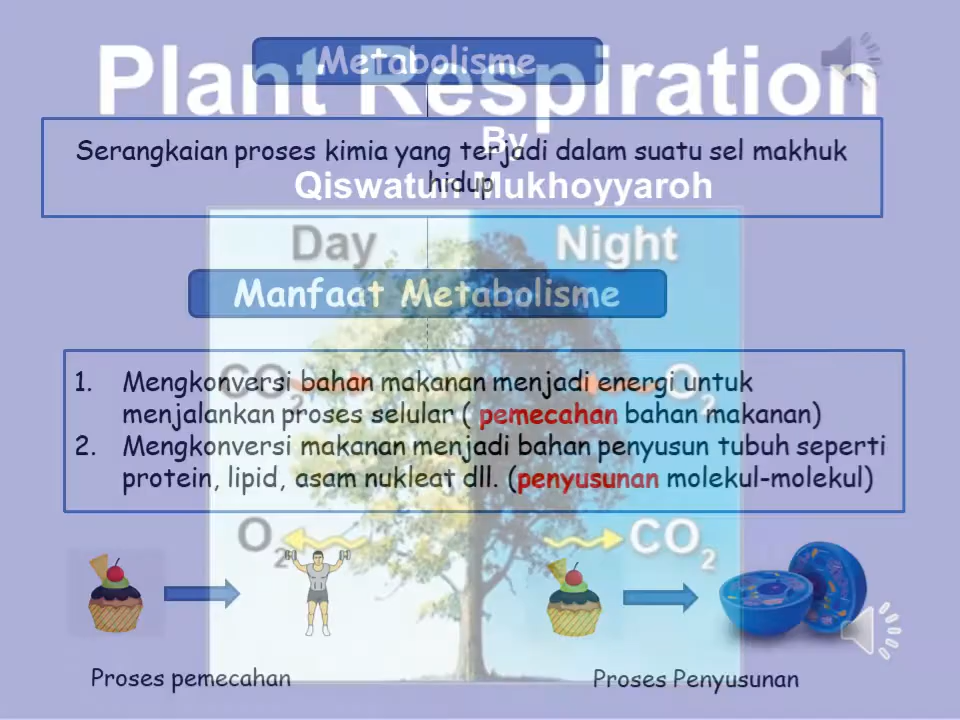 Plant Respiration
By
Qiswatun Mukhoyyaroh
Metabolisme
Serangkaian proses kimia yang terjadi dalam suatu sel makhuk
hidup
Day
Night
Manfaat Metabolisme
CO2
O2
1. Mengkonversi bahan makanan menjadi energi untuk
menjalankan proses selular ( pemecahan bahan makanan)
2. Mengkonversi makanan menjadi bahan penyusun tubuh seperti
protein, lipid, asam nukleat dll. (penyusunan molekul-molekul)
O2
CO2
Proses pemecahan
Proses Penyusunan